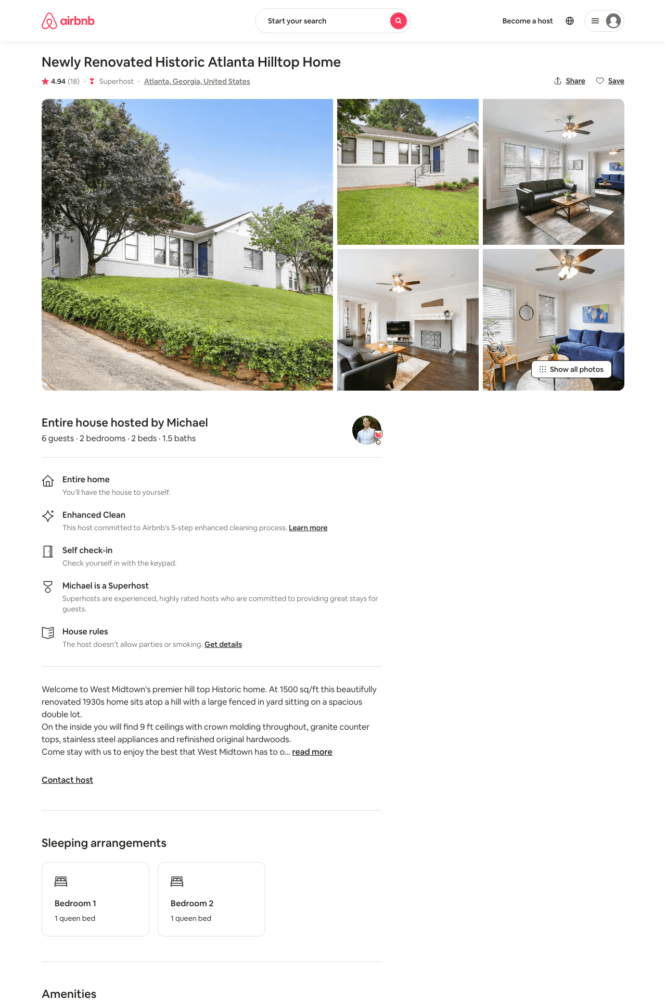 airbnb
Start your search
Become a host
Newly Renovated Historic Atlanta Hilltop Home
4.94 (18) · Superhost · Atlanta, Georgia, United States
Share
Save
Show all photos
Entire house hosted by Michael
6 guests · 2 bedrooms · 2 beds · 1.5 baths
Entire home
You’ll have the house to yourself.
Enhanced Clean
This host committed to Airbnb's 5-step enhanced cleaning process. Learn more
Self check-in
Check yourself in with the keypad.
Michael is a Superhost
Superhosts are experienced, highly rated hosts who are committed to providing great stays for
guests.
House rules
The host doesn’t allow parties or smoking. Get details
Welcome to West Midtown's premier hill top Historic home. At 1500 sq/ft this beautifully
renovated 1930s home sits atop a hill with a large fenced in yard sitting on a spacious
double lot.
On the inside you will find 9 ft ceilings with crown molding throughout, granite counter
tops, stainless steel appliances and refinished original hardwoods.
Come stay with us to enjoy the best that West Midtown has to o… read more
Contact host
Sleeping arrangements
Bedroom 1
1 queen bed
Bedroom 2
1 queen bed
Amenities